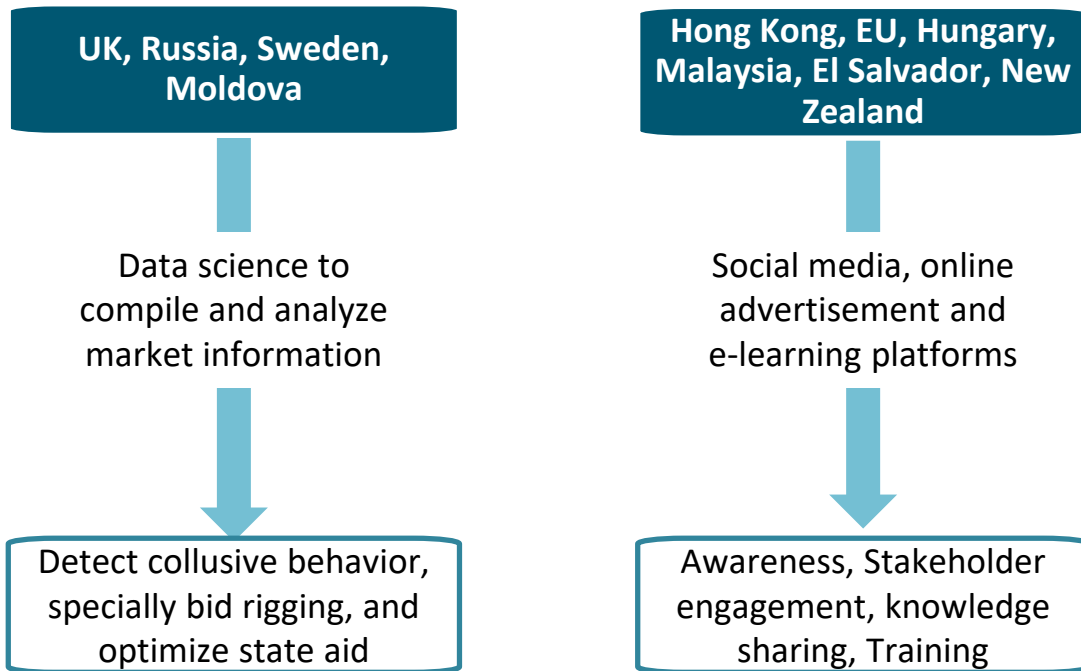 UK, Russia, Sweden,
Moldova
Data science to
compile and analyze
market information
Detect collusive behavior,
specially bid rigging, and
optimize state aid
Hong Kong, EU, Hungary,
Malaysia, El Salvador, New
Zealand
Social media, online
advertisement and
e-learning platforms
Awareness, Stakeholder
engagement, knowledge
sharing, Training